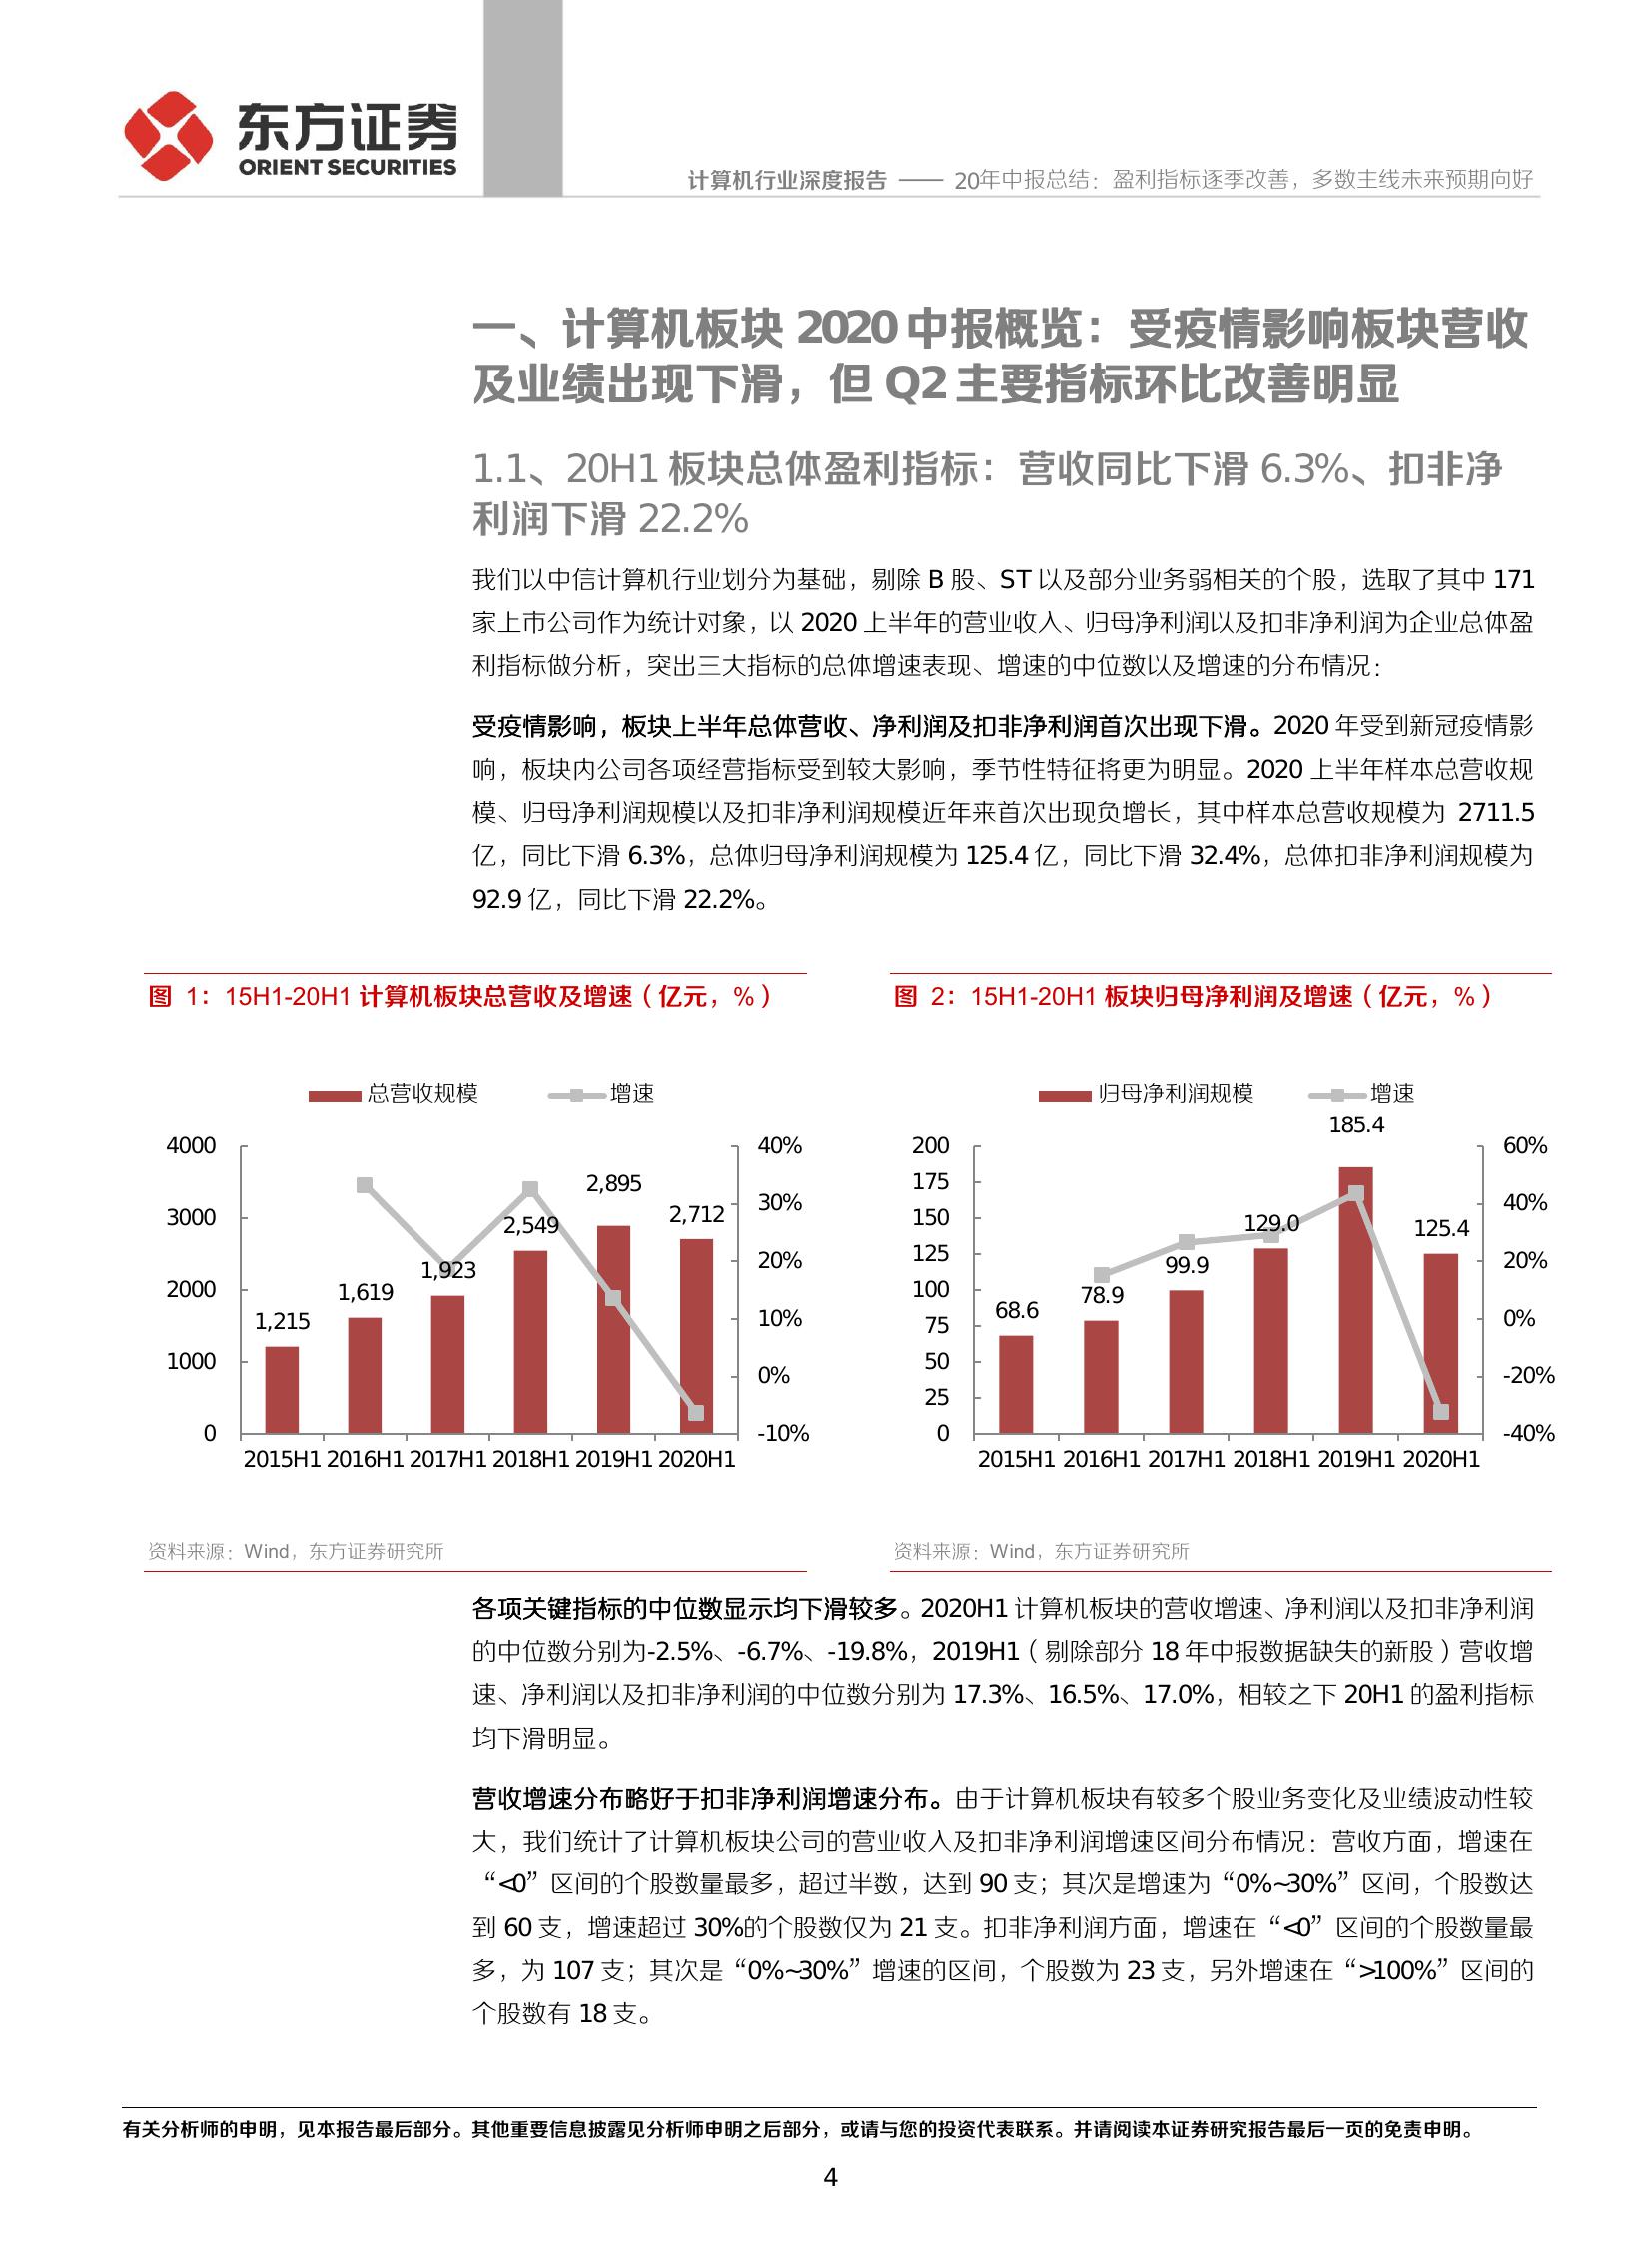 东方证券
ORIENT SECURITIES
计算机行业深度报告 —— 20年中报总结：盈利指标逐季改善，多数主线未来预期向好
一、计算机板块 2020 中报概览：受疫情影响板块营收
及业绩出现下滑，但 Q2 主要指标环比改善明显
1.1、20H1 板块总体盈利指标：营收同比下滑 6.3%、扣非净
利润下滑 22.2%
我们以中信计算机行业划分为基础，剔除 B 股、ST 以及部分业务弱相关的个股，选取了其中 171
家上市公司作为统计对象，以 2020 上半年的营业收入、归母净利润以及扣非净利润为企业总体盈
利指标做分析，突出三大指标的总体增速表现、增速的中位数以及增速的分布情况：
受疫情影响，板块上半年总体营收、净利润及扣非净利润首次出现下滑。2020 年受到新冠疫情影
响，板块内公司各项经营指标受到较大影响，季节性特征将更为明显。2020 上半年样本总营收规
模、归母净利润规模以及扣非净利润规模近年来首次出现负增长，其中样本总营收规模为 2711.5
亿，同比下滑 6.3%，总体归母净利润规模为 125.4 亿，同比下滑 32.4%，总体扣非净利润规模为
92.9 亿，同比下滑 22.2%。
图 1：15H1-20H1 计算机板块总营收及增速（亿元，%）
总营收规模 增速
4000
3000
2000
1000
0
40%
30%
20%
10%
0%
-10%
1,215
1,619
1,923
2,549
2,895
2,712
2015H1 2016H1 2017H1 2018H1 2019H1 2020H1
资料来源：Wind，东方证券研究所
图 2：15H1-20H1 板块归母净利润及增速（亿元，%）
归母净利润规模 增速
200
175
150
125
100
75
50
25
0
60%
40%
20%
0%
-20%
-40%
68.6
78.9
99.9
129.0
185.4
125.4
2015H1 2016H1 2017H1 2018H1 2019H1 2020H1
资料来源：Wind，东方证券研究所
各项关键指标的中位数显示均下滑较多。2020H1 计算机板块的营收增速、净利润以及扣非净利润
的中位数分别为-2.5%、-6.7%、-19.8%，2019H1（剔除部分 18 年中报数据缺失的新股）营收增
速、净利润以及扣非净利润的中位数分别为 17.3%、16.5%、17.0%，相较之下 20H1 的盈利指标
均下滑明显。
营收增速分布略好于扣非净利润增速分布。由于计算机板块有较多个股业务变化及业绩波动性较
大，我们统计了计算机板块公司的营业收入及扣非净利润增速区间分布情况：营收方面，增速在
“<0”区间的个股数量最多，超过半数，达到 90 支；其次是增速为“0%~30%”区间，个股数达
到 60 支，增速超过 30%的个股数仅为 21 支。扣非净利润方面，增速在“<0”区间的个股数量最
多，为 107 支；其次是“0%~30%”增速的区间，个股数为 23 支，另外增速在“>100%”区间的
个股数有 18 支。
有关分析师的申明，见本报告最后部分。其他重要信息披露见分析师申明之后部分，或请与您的投资代表联系。并请阅读本证券研究报告最后一页的免责申明。
4